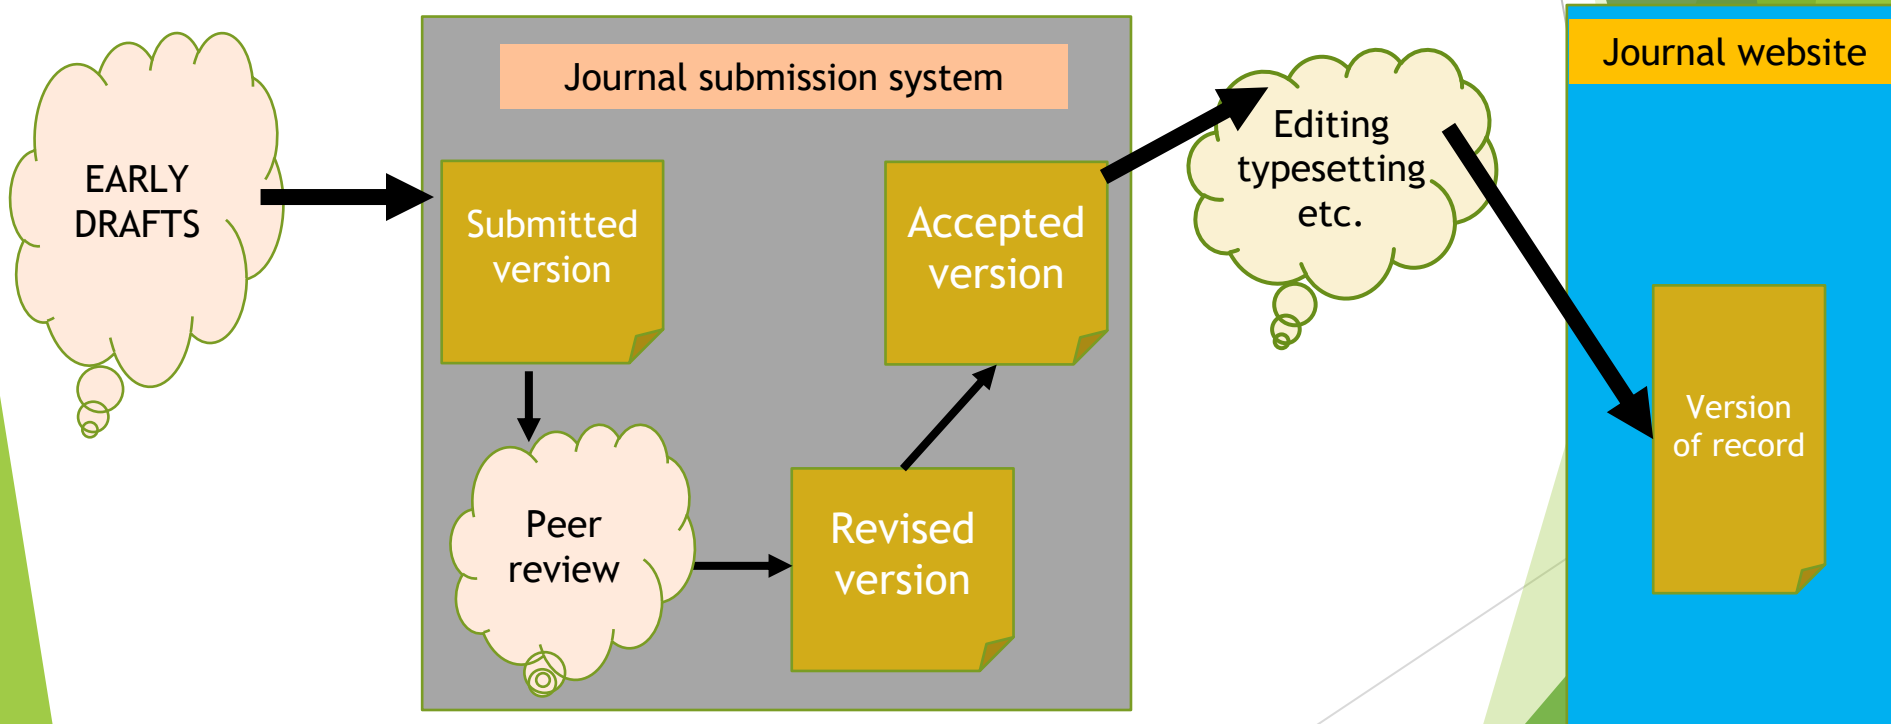 EARLY
DRAFTS
Journal submission system
Submitted
version
Peer
review
Revised
version
Accepted
version
Editing
typesetting
etc.
Journal website
Version
of record